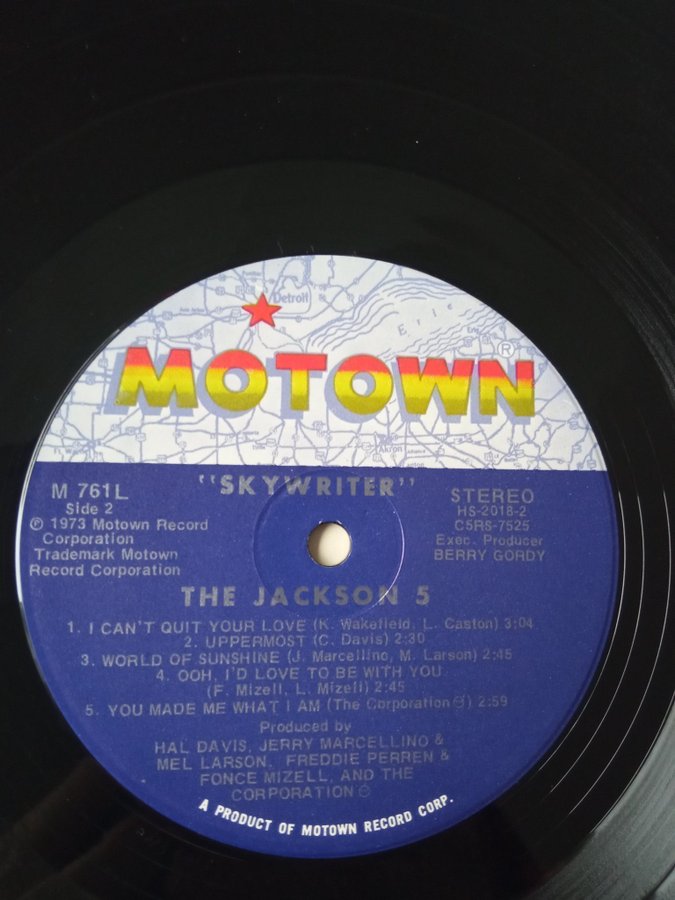 Detroit
Erie
MOTOWN®
Akron
"SKYWRITER"
M 761L
Side 2
℗ 1973 Motown Record
Corporation
Trademark Motown
Record Corporation
STEREO
HS-2018-2
C5RS-7525
Exec. Producer
BERRY GORDY
THE JACKSON 5
1. I CAN'T QUIT YOUR LOVE (K. Wakefield, L. Caston) 3:04
2. UPPERMOST (C. Davis) 2:30
3. WORLD OF SUNSHINE (J. Marcellino, M. Larson) 2:45
4. OOH, I'D LOVE TO BE WITH YOU
(F. Mizell, L. Mizell) 2:45
5. YOU MADE ME WHAT I AM (The Corporation) 2:59
Produced by
HAL DAVIS, JERRY MARCELLINO &
MEL LARSON, FREDDIE PERREN &
FONCE MIZELL, AND THE
CORPORATION
A PRODUCT OF MOTOWN RECORD CORP.